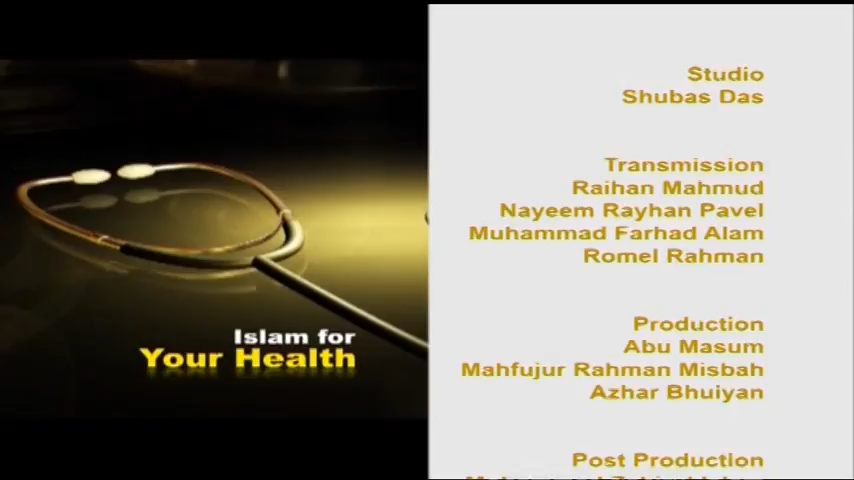 Islam for
Your Health
Studio
Shubas Das
Transmission
Raihan Mahmud
Nayeem Rayhan Pavel
Muhammad Farhad Alam
Romel Rahman
Production
Abu Masum
Mahfujur Rahman Misbah
Azhar Bhuiyan
Post Production